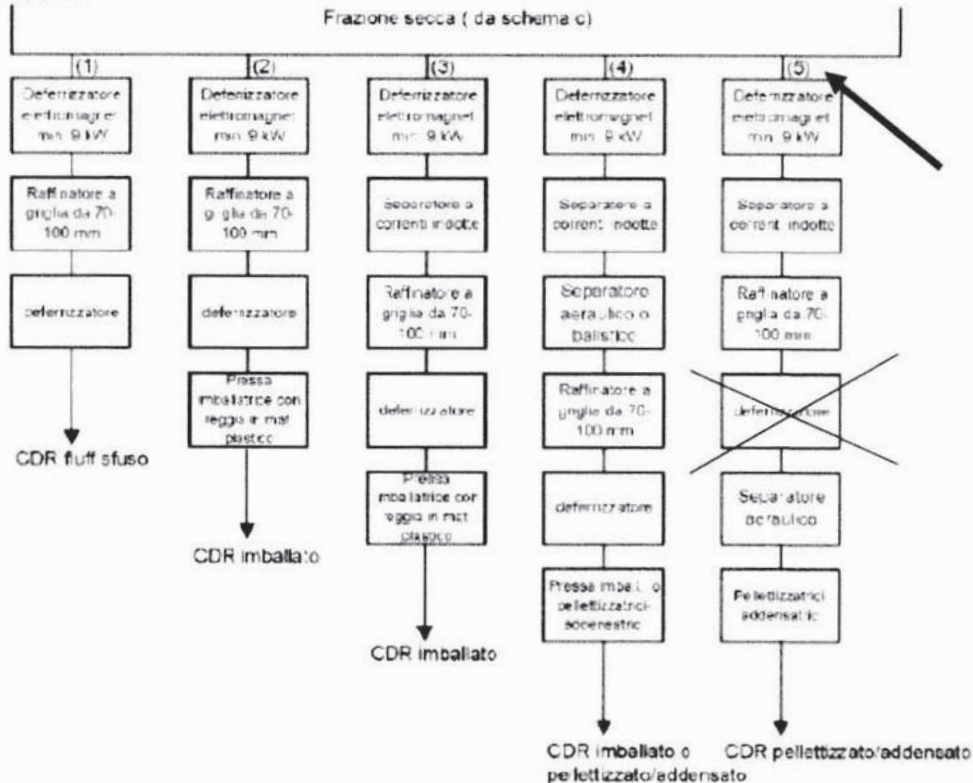 Frazione secca ( da schema c)
(1)
Deferrizzatore
elettromagnet
min. 9 kW
Raffinatore a
griglia da 70-
100 mm
deferrizzatore
CDR fluff sfuso
(2)
Deferrizzatore
elettromagnet
min. 9 kW
Raffinatore a
griglia da 70-
100 mm
deferrizzatore
Pressa
imballatrice con
reggia in mat
plastico
CDR imballato
(3)
Deferrizzatore
elettromagnet
min. 9 kW
Separatore a
correnti indotte
Raffinatore a
griglia da 70-
100 mm
deferrizzatore
Pressa
imballatrice con
reggia in mat
plastico
CDR imballato
(4)
Deferrizzatore
elettromagnet
min. 9 kW
Separatore a
correnti indotte
Separatore
aeraulico o
balistico
Raffinatore a
griglia da 70-
100 mm
deferrizzatore
Pressa imball. o
pellettizzatrici-
addensatric
CDR imballato o
pellettizzato/addensato
(5)
Deferrizzatore
elettromagnet
min. 9 kW
Separatore a
correnti indotte
Raffinatore a
griglia da 70-
100 mm
deferrizzatore
Separatore
aeraulico
Pellettizzatrici
addensatric
CDR pellettizzato/addensato